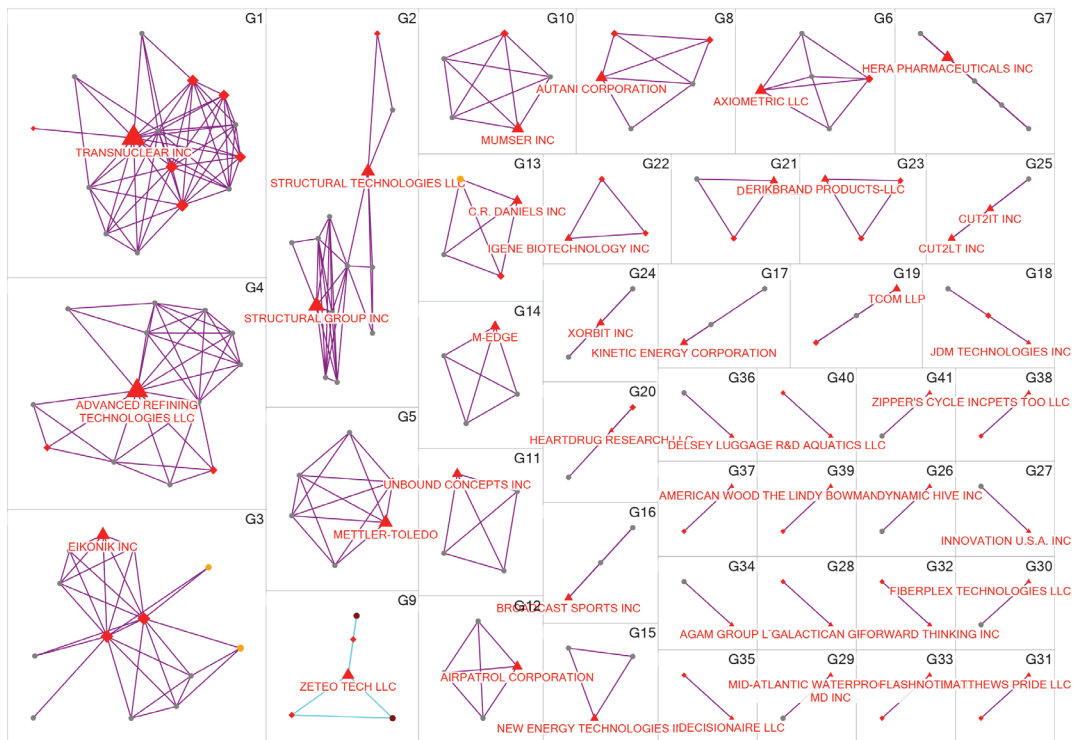 G1
TRANSNUCLEAR INC
G2
STRUCTURAL TECHNOLOGIES LLC
STRUCTURAL GROUP INC
G10
MUMSER INC
G8
AUTANI CORPORATION
G6
AXIOMETRIC LLC
G7
HERA PHARMACEUTICALS INC
G13
C.R. DANIELS INC
G22
IGENE BIOTECHNOLOGY INC
G21
G23
ERIKBRAND PRODUCTS-LLC
G25
CUT2IT INC
CUT2LT INC
G4
ADVANCED REFINING
TECHNOLOGIES LLC
G14
M-EDGE
G24
XORBIT INC
G17
KINETIC ENERGY CORPORATION
G19
TCOM LLP
G18
JDM TECHNOLOGIES INC
G20
HEARTDRUG RESEARCH LLC
G36
DELSEY LUGGAGE
G40
R&D AQUATICS LLC
G41
ZIPPER'S CYCLE INC
G38
PETS TOO LLC
G5
METTLER-TOLEDO
G11
UNBOUND CONCEPTS INC
G16
BROADCAST SPORTS INC
G37
AMERICAN WOOD
G39
THE LINDY BOWMAN
G26
DYNAMIC HIVE INC
G27
INNOVATION U.S.A. INC
G3
EIKONIK INC
G9
ZETEO TECH LLC
G12
AIRPATROL CORPORATION
G15
NEW ENERGY TECHNOLOGIES
G34
AGAM GROUP
G28
GALACTICAN
G32
FORWARD THINKING INC
G30
FIBERPLEX TECHNOLOGIES LLC
G35
DECISIONAIRE LLC
G29
MID-ATLANTIC WATERPRO
MD INC
G33
FLASHNOT
G31
MATTHEWS PRIDE LLC